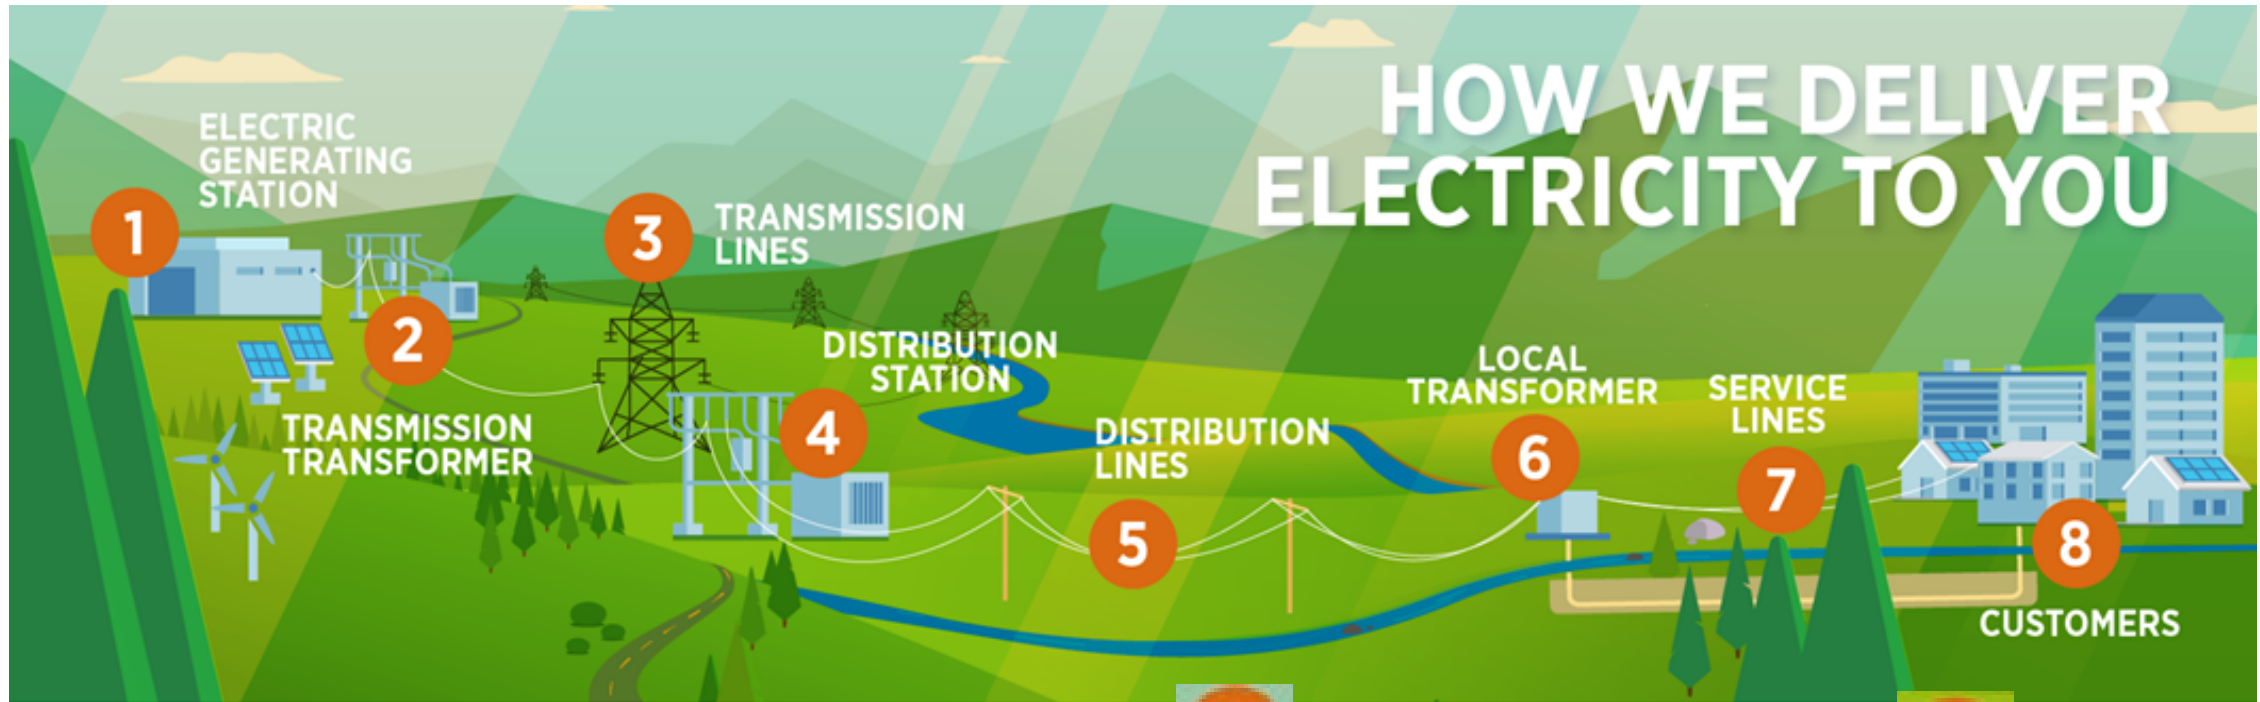 HOW WE DELIVER
ELECTRICITY TO YOU
1
ELECTRIC
GENERATING
STATION
2
TRANSMISSION
TRANSFORMER
3
TRANSMISSION
LINES
4
DISTRIBUTION
STATION
5
DISTRIBUTION
LINES
6
LOCAL
TRANSFORMER
7
SERVICE
LINES
8
CUSTOMERS